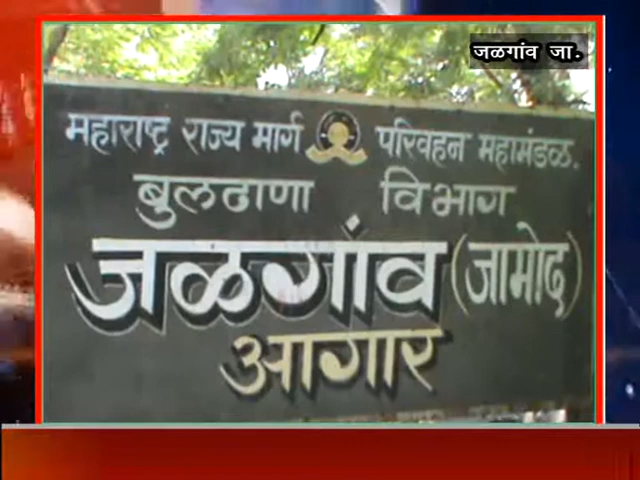 जळगांव जा.
महाराष्ट्र राज्य मार्ग परिवहन महामंडळ.
बुलढाणा विभाग
जळगांव (जामोद)
आगार